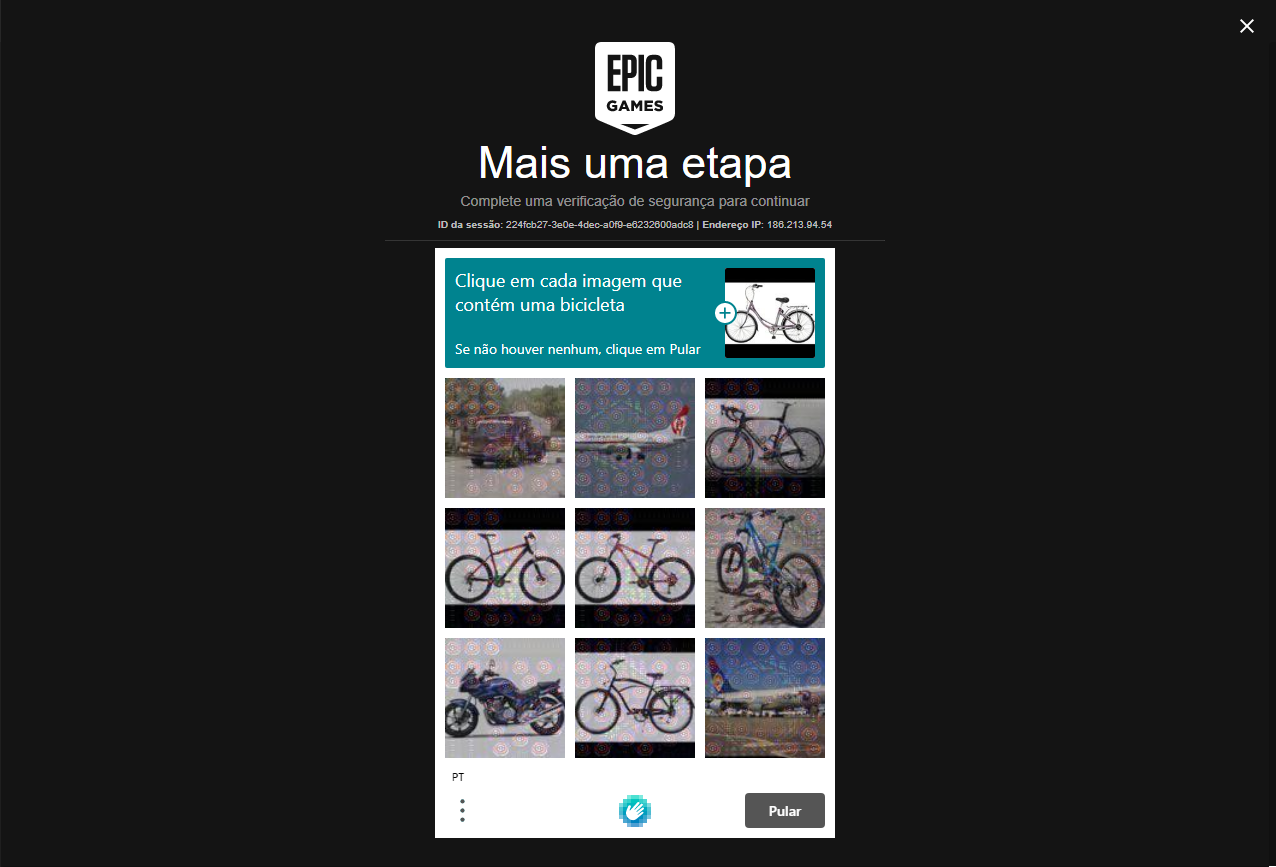 EPIC
GAMES
Mais uma etapa
Complete uma verificação de segurança para continuar
ID da sessão: 224fcb27-3e0e-4dec-a0f9-e6232600adc8 | Endereço IP: 186.213.94.54
Clique em cada imagem que
contém uma bicicleta
Se não houver nenhum, clique em Pular
PT
Pular